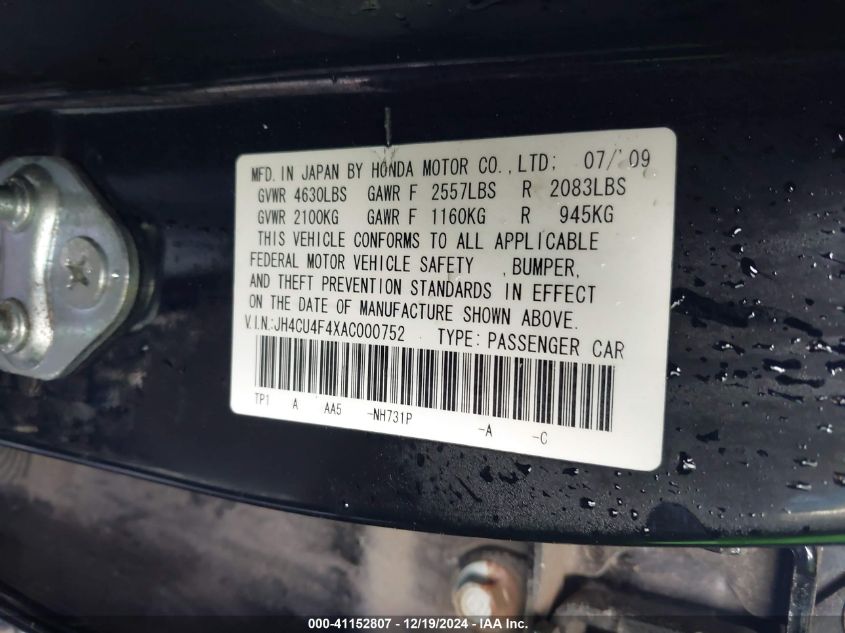 MFD. IN JAPAN BY HONDA MOTOR CO.,LTD; 07/'09
GVWR 4630LBS GAWR F 2557LBS R 2083LBS
GVWR 2100KG GAWR F 1160KG R 945KG
THIS VEHICLE CONFORMS TO ALL APPLICABLE
FEDERAL MOTOR VEHICLE SAFETY ,BUMPER,
AND THEFT PREVENTION STANDARDS IN EFFECT
ON THE DATE OF MANUFACTURE SHOWN ABOVE.
V.I.N.:JH4CU4F4XAC000752 TYPE: PASSENGER CAR
TP1 A AA5 -NH731P -A -C
000-41152807 - 12/19/2024 - IAA Inc.